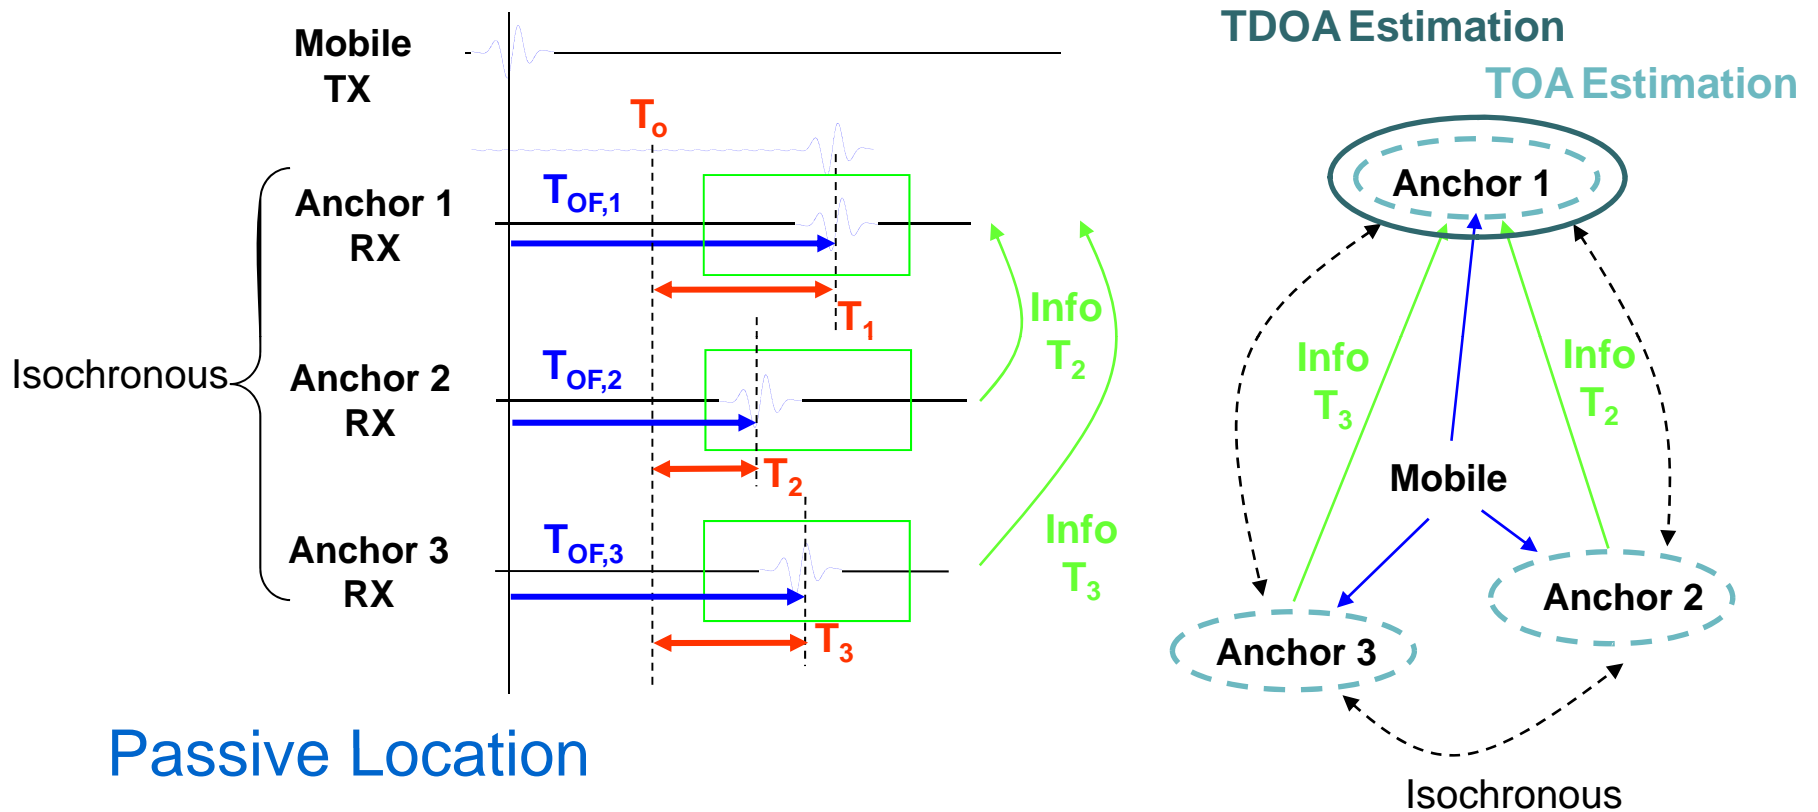 Mobile
TX
Anchor 1
RX
Anchor 2
RX
Anchor 3
RX
Isochronous
To
TOF,1
T1
TOF,2
T2
TOF,3
T3
Info
T2
Info
T3
Passive Location
TDOA Estimation
TOA Estimation
Anchor 1
Info
T3
Info
T2
Mobile
Anchor 2
Anchor 3
Isochronous